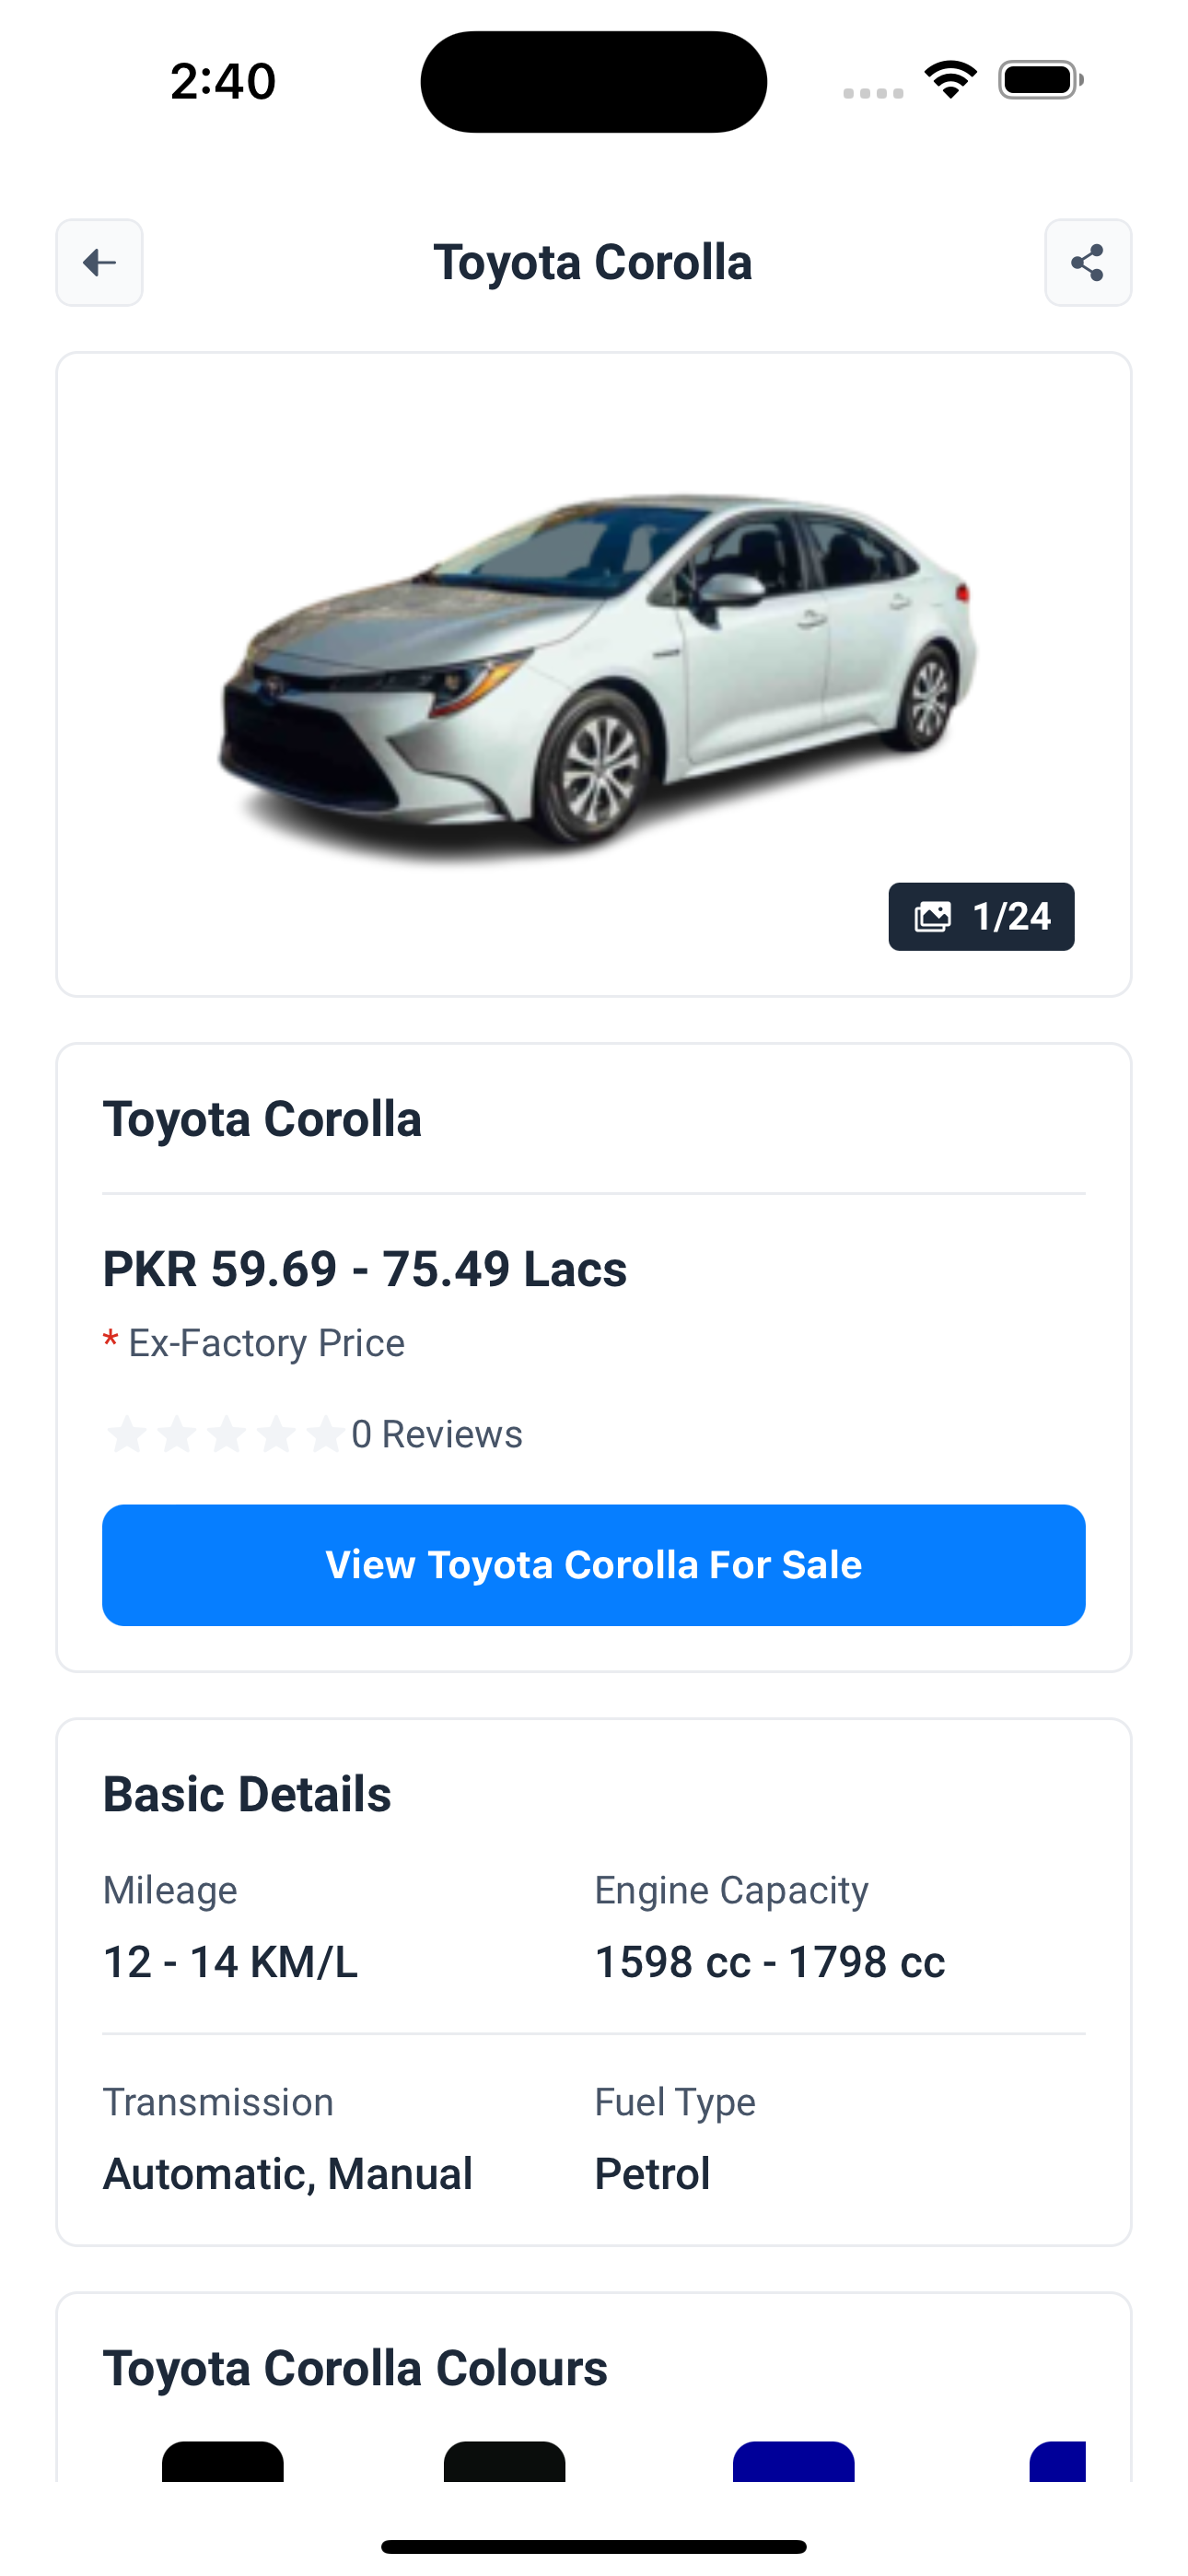 2:40
Toyota Corolla
1/24
Toyota Corolla
PKR 59.69 - 75.49 Lacs
* Ex-Factory Price
0 Reviews
View Toyota Corolla For Sale
Basic Details
Mileage
Engine Capacity
12 - 14 KM/L
1598 cc - 1798 cc
Transmission
Fuel Type
Automatic, Manual
Petrol
Toyota Corolla Colours